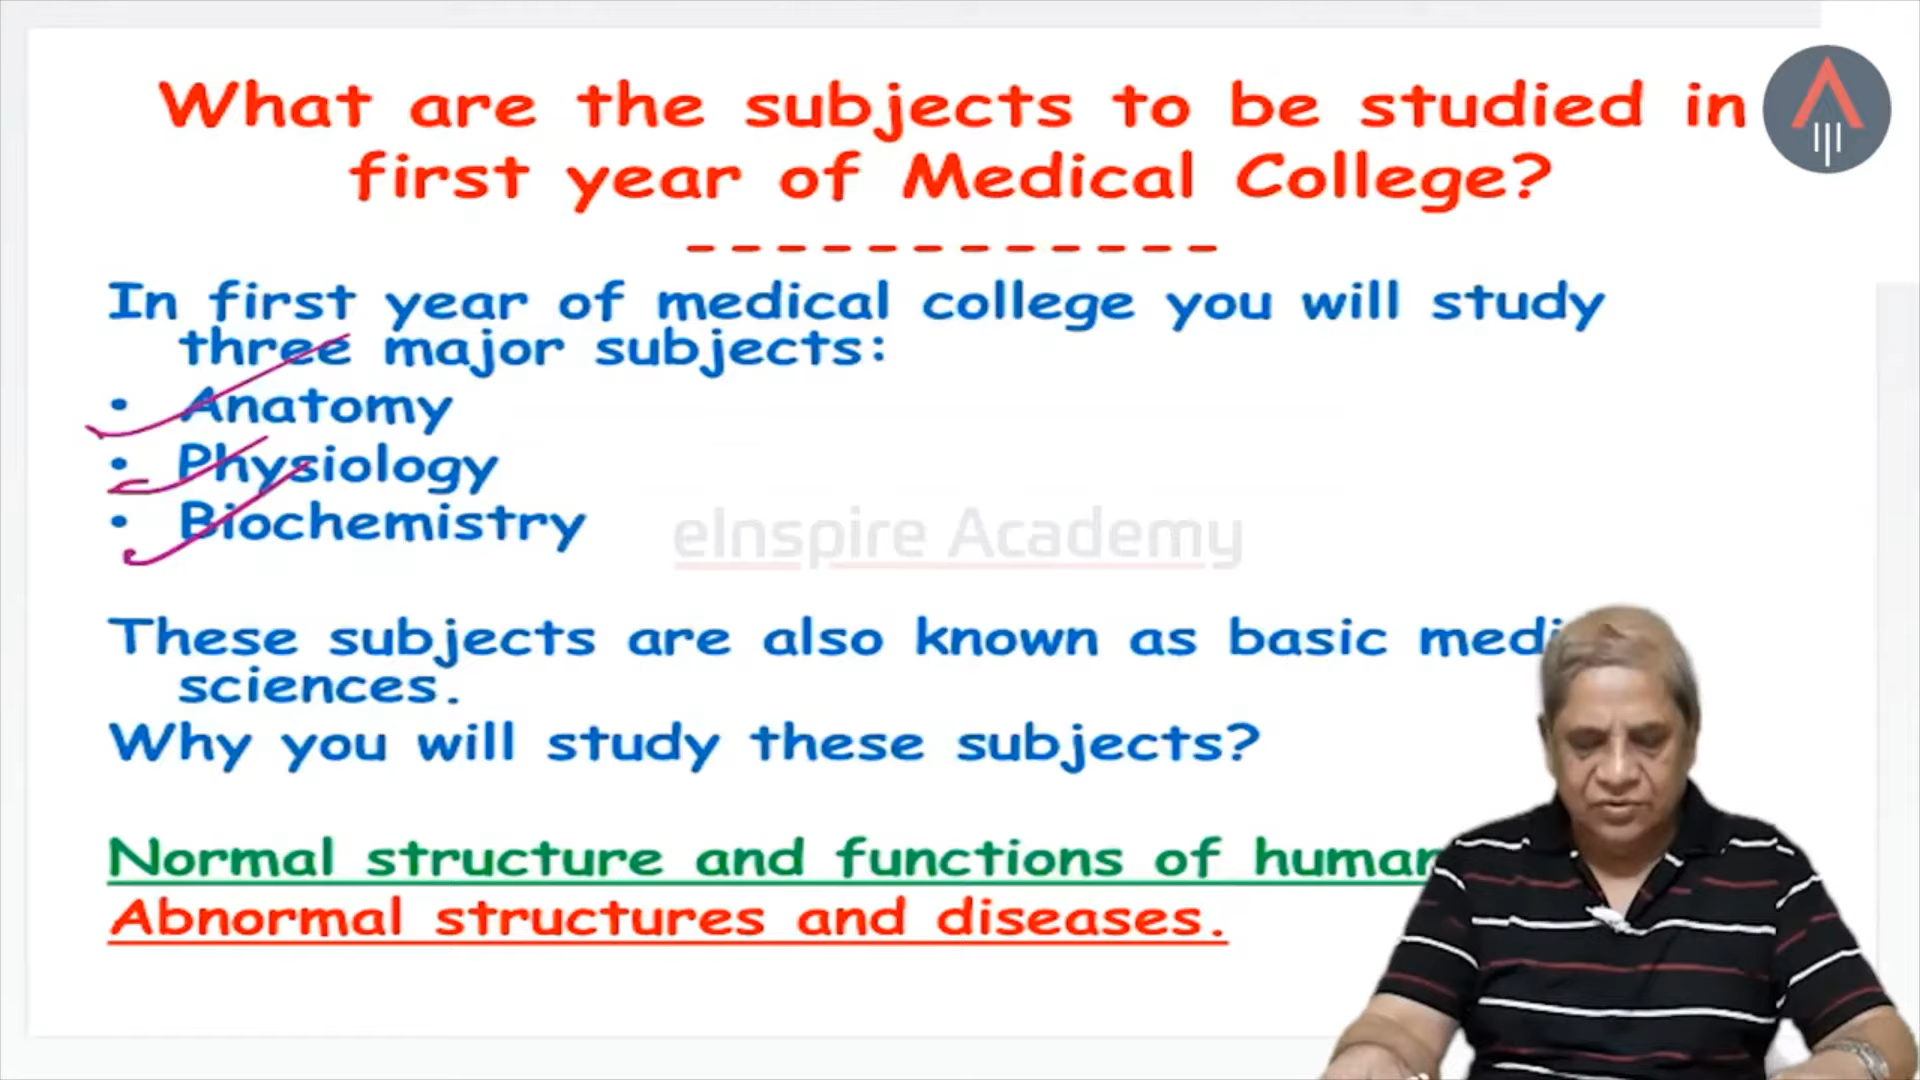 What are the subjects to be studied in
first year of Medical College?
-------------
In first year of medical college you will study
three major subjects:
• Anatomy
• Physiology
• Biochemistry
eInspire Academy
These subjects are also known as basic
sciences.
Why you will study these subjects?
Normal structure and functions of human
Abnormal structures and diseases.